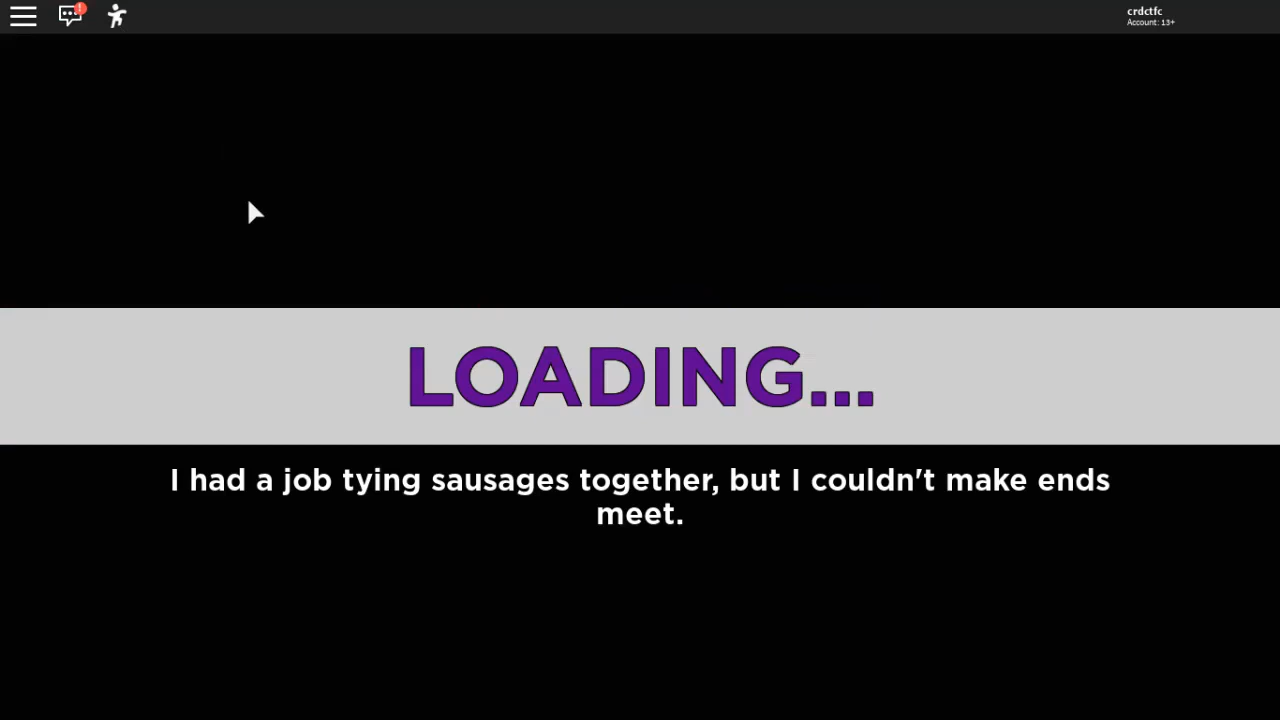 crdctfc
Account: 13+
LOADING...
I had a job tying sausages together, but I couldn't make ends
meet.